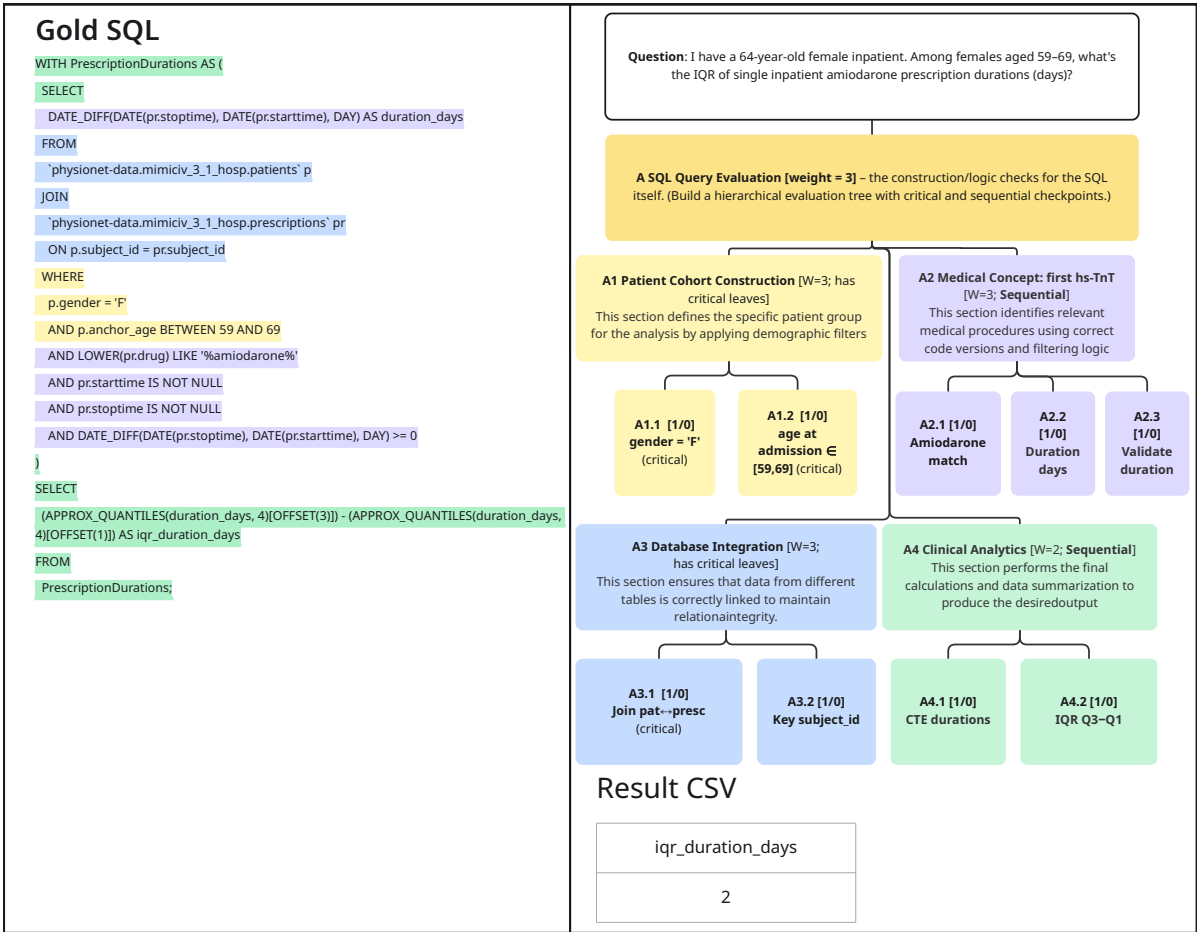 Gold SQL
WITH PrescriptionDurations AS (
SELECT
DATE_DIFF(DATE(pr.stoptime), DATE(pr.starttime), DAY) AS duration_days
FROM
`physionet-data.mimiciv_3_1_hosp.patients` p
JOIN
`physionet-data.mimiciv_3_1_hosp.prescriptions` pr
ON p.subject_id = pr.subject_id
WHERE
p.gender = 'F'
AND p.anchor_age BETWEEN 59 AND 69
AND LOWER(pr.drug) LIKE '%amiodarone%'
AND pr.starttime IS NOT NULL
AND pr.stoptime IS NOT NULL
AND DATE_DIFF(DATE(pr.stoptime), DATE(pr.starttime), DAY) >= 0
)
SELECT
(APPROX_QUANTILES(duration_days, 4)[OFFSET(3)]) - (APPROX_QUANTILES(duration_days,
4)[OFFSET(1)]) AS iqr_duration_days
FROM
PrescriptionDurations;
Question: I have a 64-year-old female inpatient. Among females aged 59–69, what's
the IQR of single inpatient amiodarone prescription durations (days)?
A SQL Query Evaluation [weight = 3] – the construction/logic checks for the SQL
itself. (Build a hierarchical evaluation tree with critical and sequential checkpoints.)
A1 Patient Cohort Construction [W=3; has
critical leaves]
This section defines the specific patient group
for the analysis by applying demographic filters
A2 Medical Concept: first hs-TnT
[W=3; Sequential]
This section identifies relevant
medical procedures using correct
code versions and filtering logic
A1.1 [1/0]
gender = 'F'
(critical)
A1.2 [1/0]
age at
admission ∈
[59,69] (critical)
A2.1 [1/0]
Amiodarone
match
A2.2
[1/0]
Duration
days
A2.3
[1/0]
Validate
duration
A3 Database Integration [W=3;
has critical leaves]
This section ensures that data from different
tables is correctly linked to maintain
relationaintegrity.
A4 Clinical Analytics [W=2; Sequential]
This section performs the final
calculations and data summarization to
produce the desiredoutput
A3.1 [1/0]
Join pat↔presc
(critical)
A3.2 [1/0]
Key subject_id
A4.1 [1/0]
CTE durations
A4.2 [1/0]
IQR Q3−Q1
Result CSV
iqr_duration_days
2